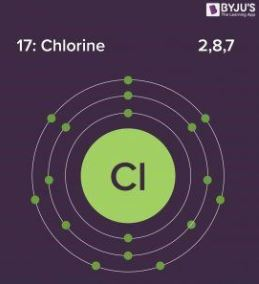 BYJU'S
The Learning App
17: Chlorine
2,8,7
Cl